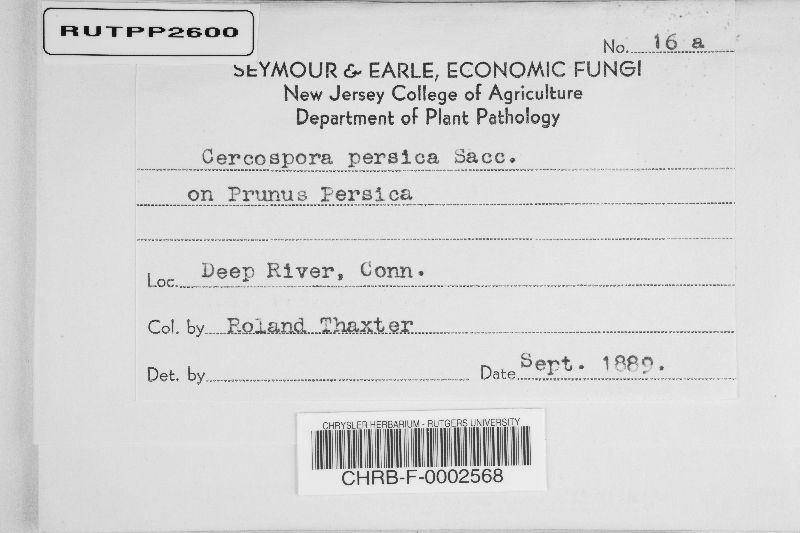 RUTPP2600
No. 16 a
SEYMOUR & EARLE, ECONOMIC FUNGI
New Jersey College of Agriculture
Department of Plant Pathology
Cercospora persica Sacc.
on Prunus Persica
Loc. Deep River, Conn.
Col. by Roland Thaxter
Det. by
Date Sept. 1889.
CHRYSLER HERBARIUM - RUTGERS UNIVERSITY
CHRB-F-0002568